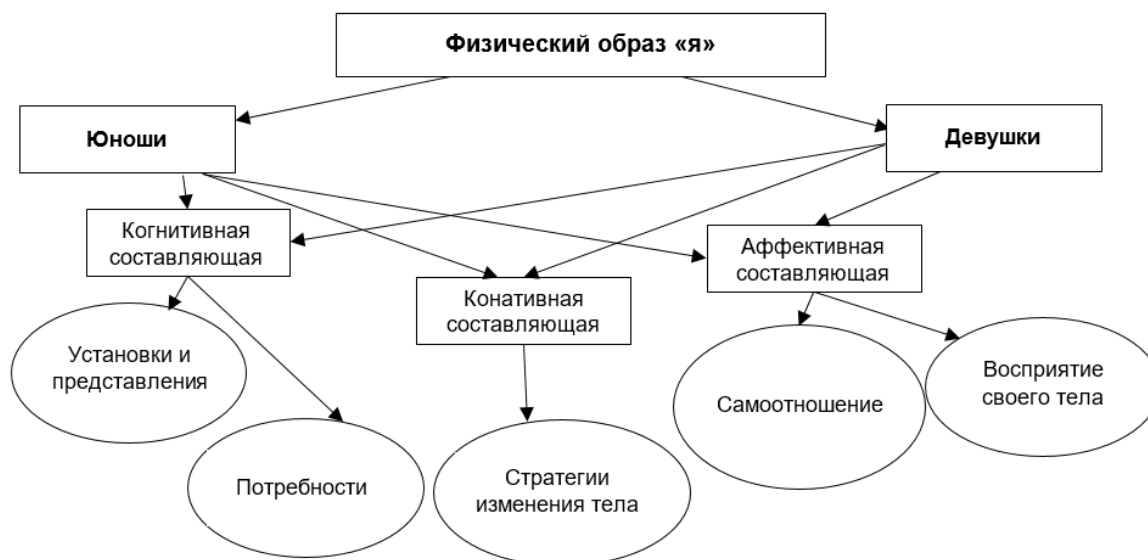 Физический образ «я»
Юноши
Девушки
Когнитивная
составляющая
Аффективная
составляющая
Конативная
составляющая
Установки и
представления
Потребности
Стратегии
изменения тела
Самоотношение
Восприятие
своего тела